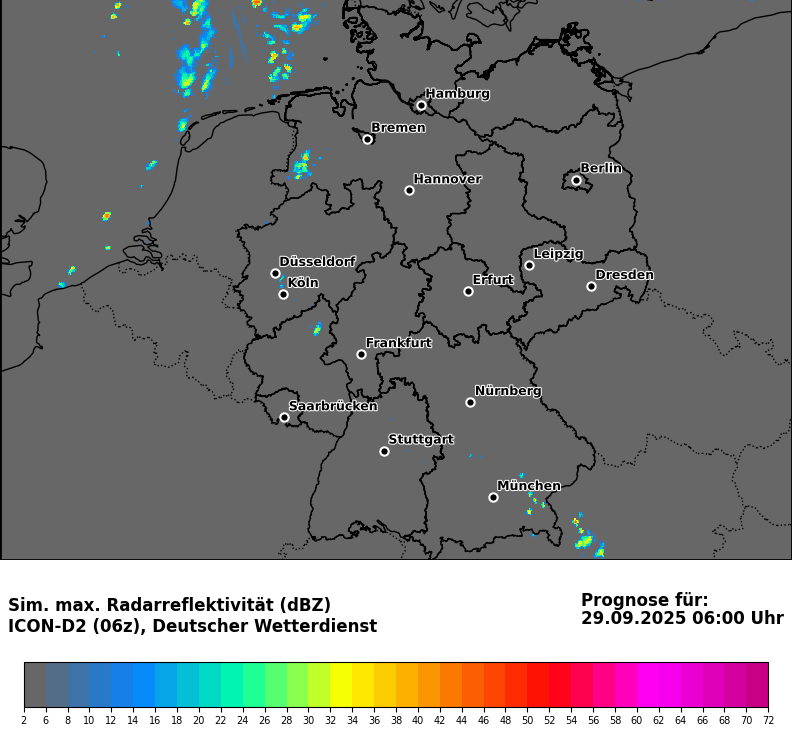 Hamburg
Bremen
Berlin
Hannover
Leipzig
Düsseldorf
Dresden
Köln
Erfurt
Frankfurt
Nürnberg
Saarbrücken
Stuttgart
München
Sim. max. Radarreflektivität (dBZ)
ICON-D2 (06z), Deutscher Wetterdienst
Prognose für:
29.09.2025 06:00 Uhr
2 6 8 10 12 14 16 18 20 22 24 26 28 30 32 34 36 38 40 42 44 46 48 50 52 54 56 58 60 62 64 66 68 70 72